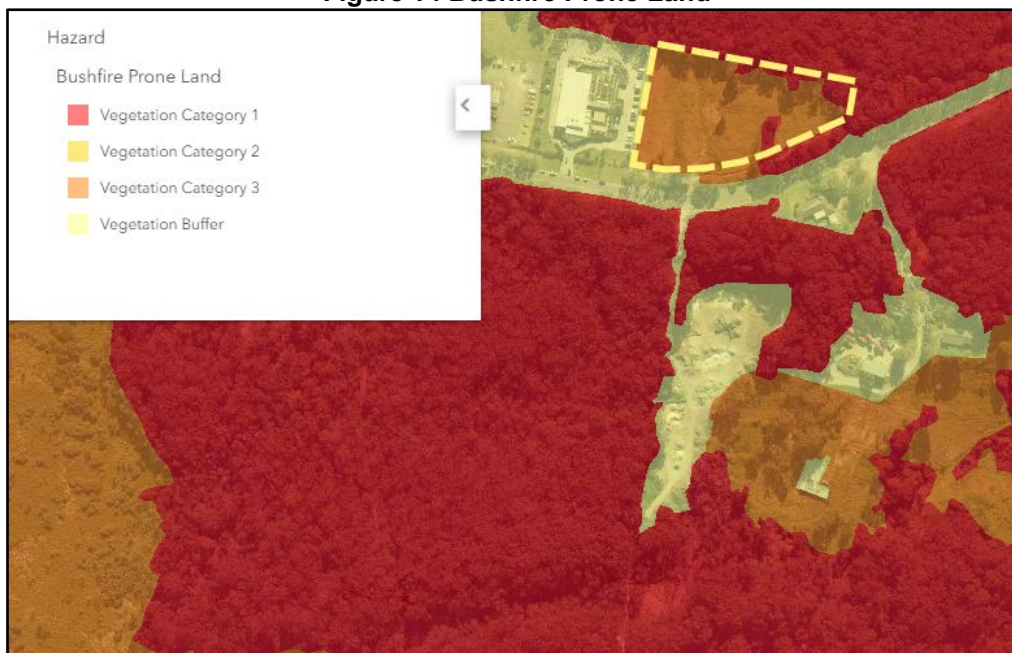 Hazard
Bushfire Prone Land
Vegetation Category 1
Vegetation Category 2
Vegetation Category 3
Vegetation Buffer